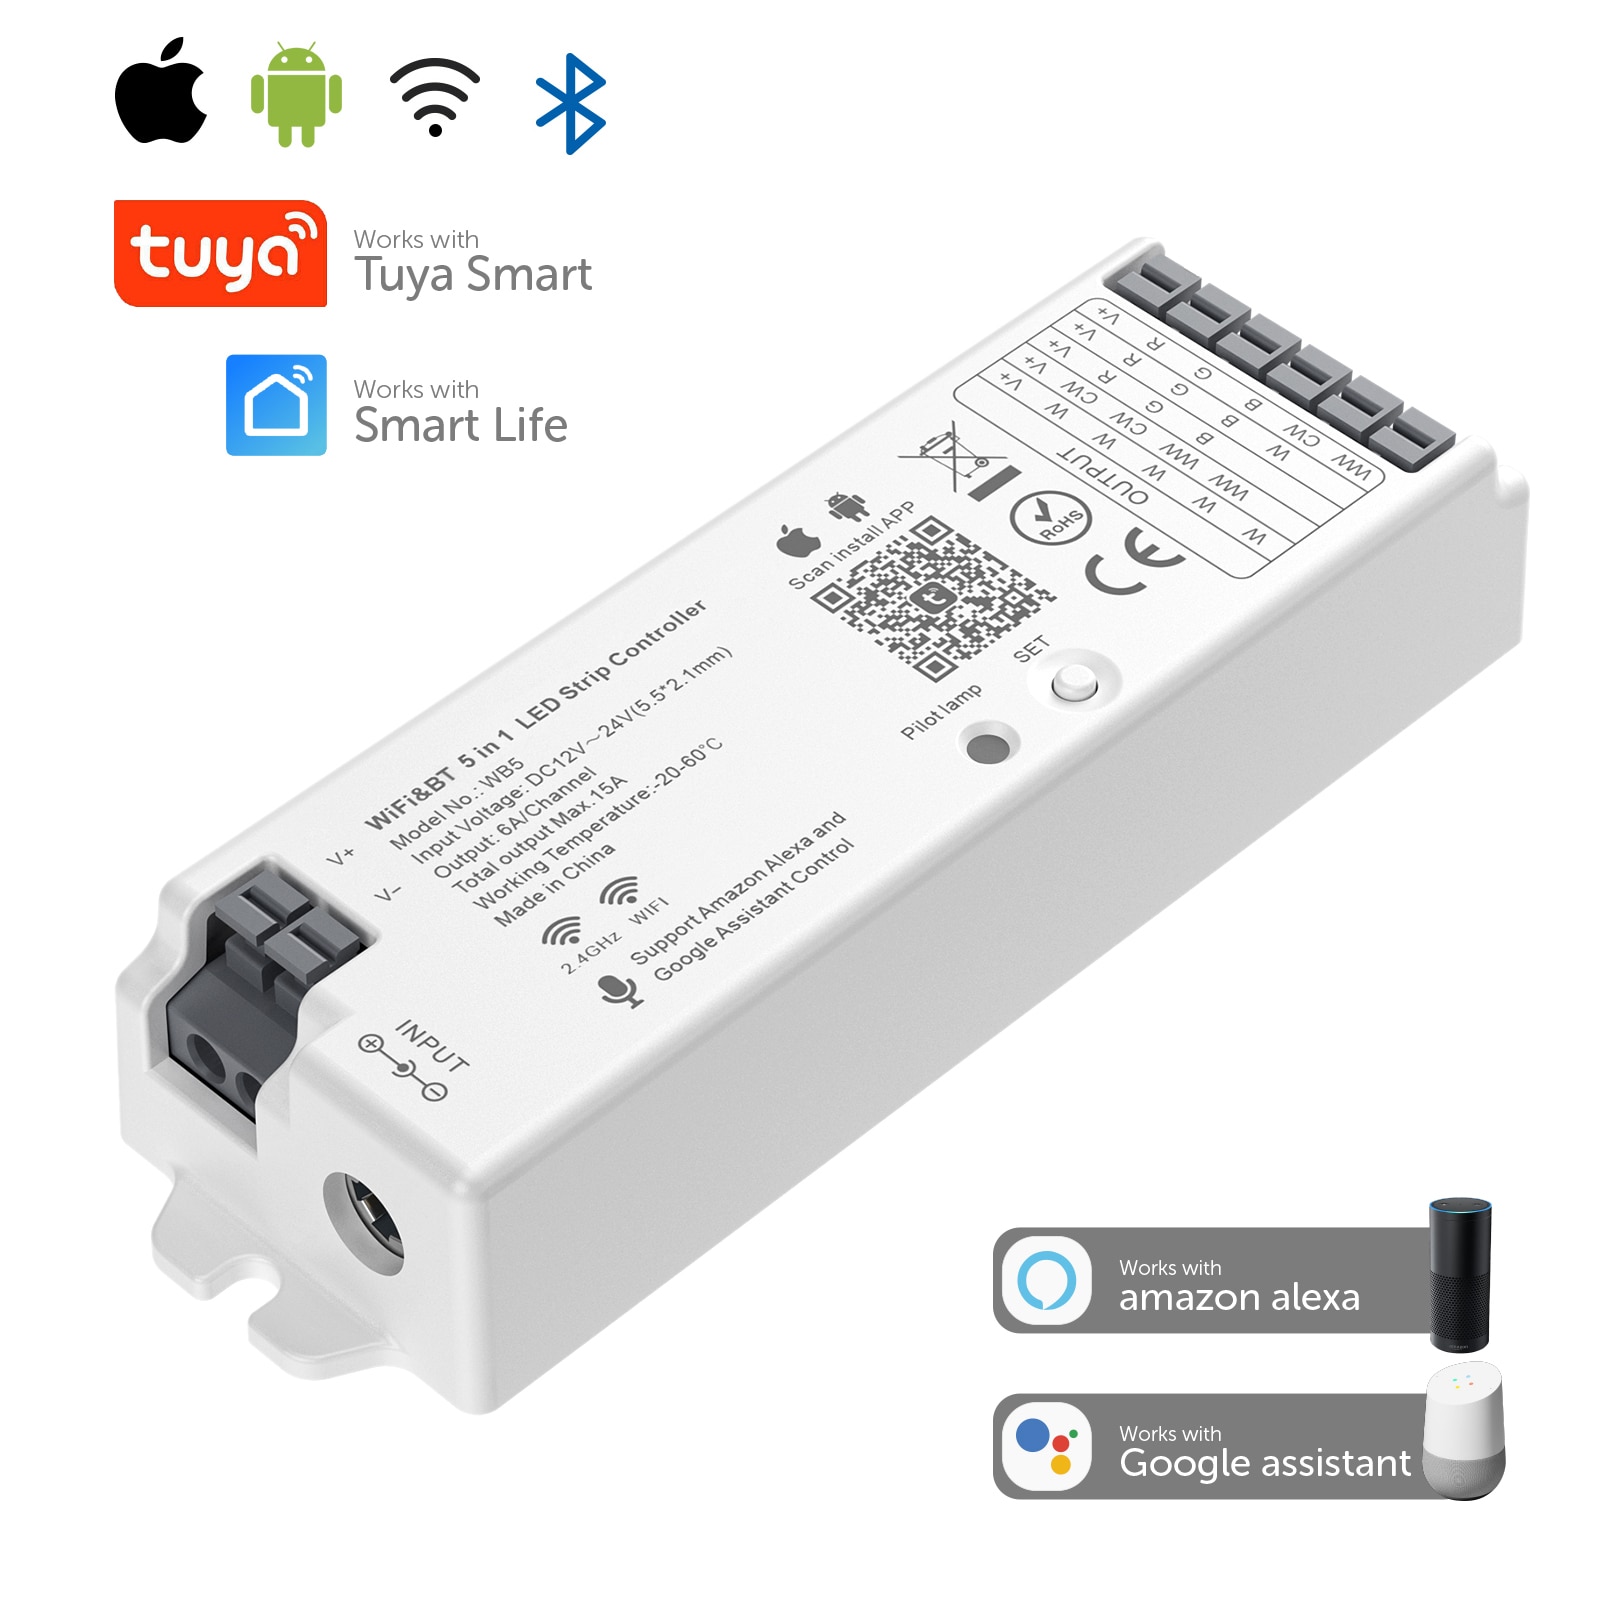 tuya
Works with
Tuya Smart
Works with
Smart Life
V+ R G B CW WW
V+ R G B W
V+ R G B
V+ CW WW CW WW
V+ W W W W W
OUTPUT
RoHS
CE
Scan install APP
SET
Pilot lamp
WiFi&BT 5 in 1 LED Strip Controller
Model No.: WB5
Input Voltage: DC12V～24V(5.5*2.1mm)
Output: 6A/Channel
Total output Max.15A
Working Temperature:-20-60°C
Made in China
V+
V−
2.4GHz WIFI
Support Amazon Alexa and
Google Assistant Control
INPUT
Works with
amazon alexa
Works with
Google assistant